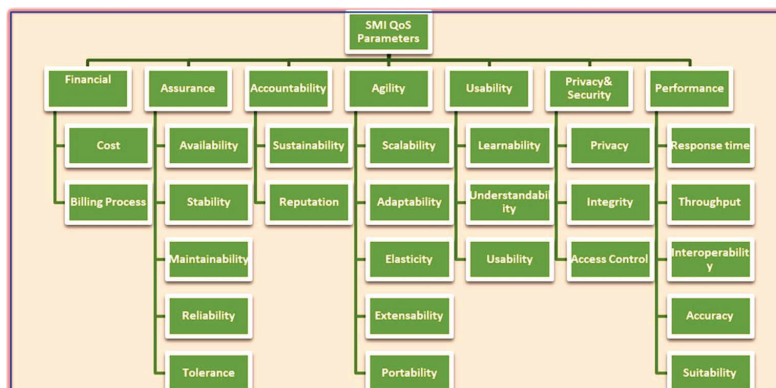 SMI QoS
Parameters
Financial
Assurance
Accountability
Agility
Usability
Privacy&
Security
Performance
Cost
Availability
Sustainability
Scalability
Learnability
Privacy
Response time
Billing Process
Stability
Reputation
Adaptability
Understandabil
ity
Integrity
Throughput
Maintainability
Elasticity
Usability
Access Control
Interoperabilit
y
Reliability
Extensability
Accuracy
Tolerance
Portability
Suitability